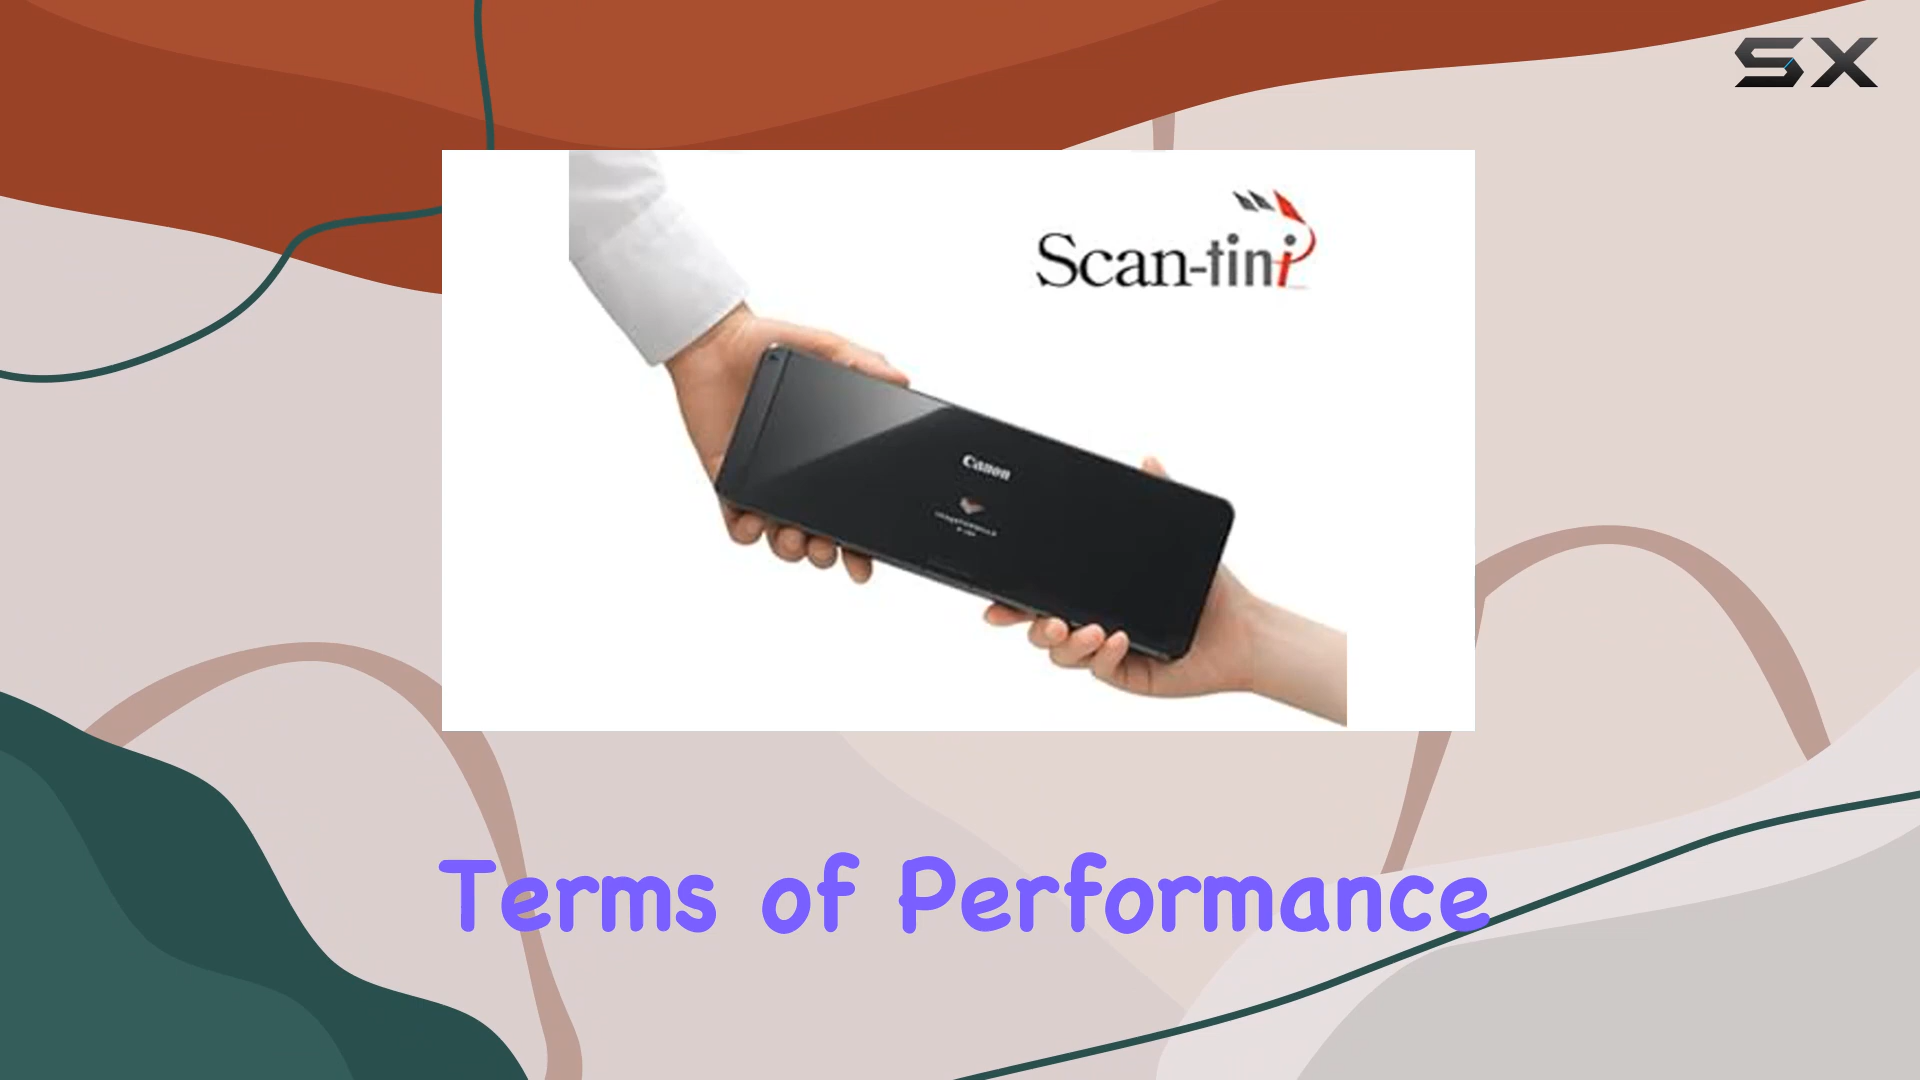 SX
Scan-tini
Canon
Terms of Performance